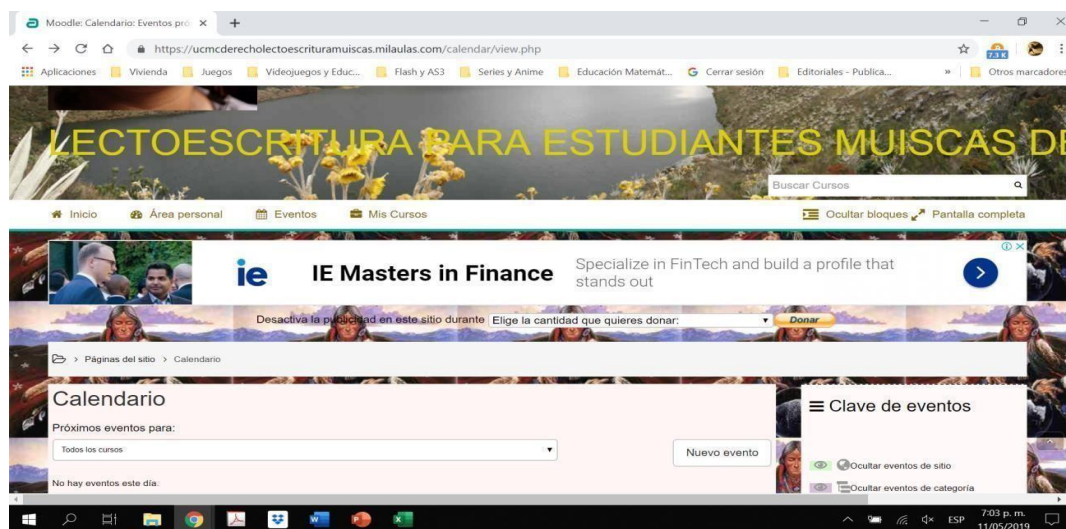 Moodle: Calendario: Eventos pró
https://ucmcderecholectoescrituramuiscas.milaulas.com/calendar/view.php
7.3 K
Aplicaciones Vivienda Juegos Videojuegos y Educ... Flash y AS3 Series y Anime Educación Matemát... Cerrar sesión Editoriales - Publica... » Otros marcadores
LECTOESCRITURA PARA ESTUDIANTES MUISCAS DE
Buscar Cursos
Inicio Área personal Eventos Mis Cursos Ocultar bloques Pantalla completa
ie IE Masters in Finance Specialize in FinTech and build a profile that
stands out
Desactiva la publicidad en este sitio durante Elige la cantidad que quieres donar: Donar
> Páginas del sitio > Calendario
Calendario
Clave de eventos
Próximos eventos para:
Todos los cursos
Nuevo evento
Ocultar eventos de sitio
No hay eventos este día.
Ocultar eventos de categoría
ESP
7:03 p. m.
11/05/2019